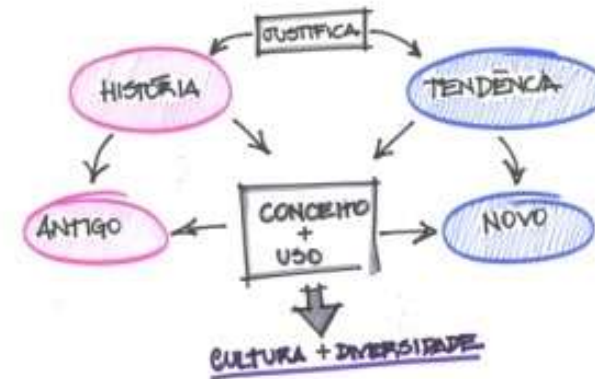 JUSTIFICA
HISTÓRIA
TENDÊNCIA
ANTIGO
CONCEITO
+
USO
NOVO
CULTURA + DIVERSIDADE